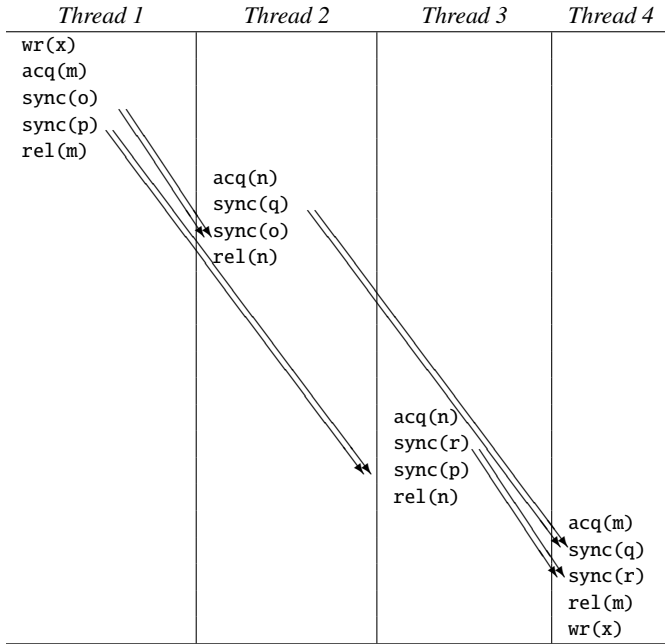 Thread 1 Thread 2 Thread 3 Thread 4
wr(x)
acq(m)
sync(o)
sync(p)
rel(m)
acq(n)
sync(q)
sync(o)
rel(n)
acq(n)
sync(r)
sync(p)
rel(n)
acq(m)
sync(q)
sync(r)
rel(m)
wr(x)